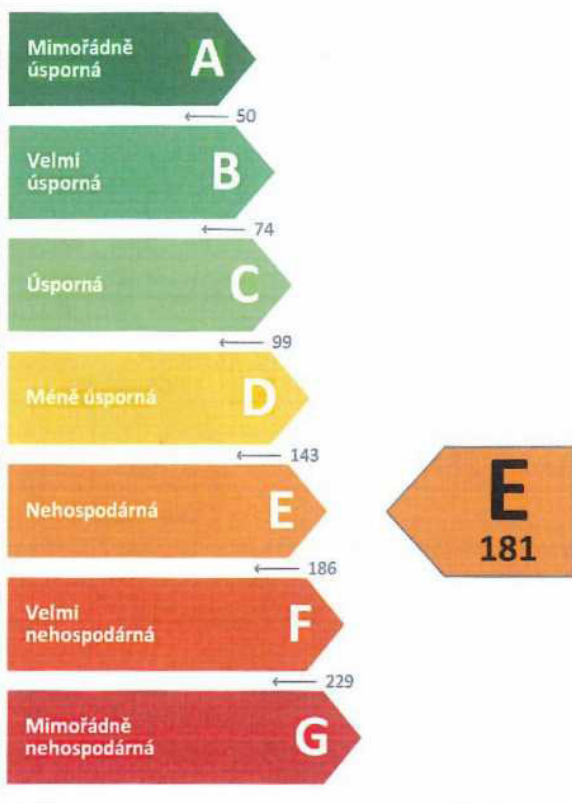 Mimořádně
úsporná
A
← 50
Velmi
úsporná
B
← 74
Úsporná
C
← 99
Méně úsporná
D
← 143
Nehospodárná
E
E
181
← 186
Velmi
nehospodárná
F
← 229
Mimořádně
nehospodárná
G